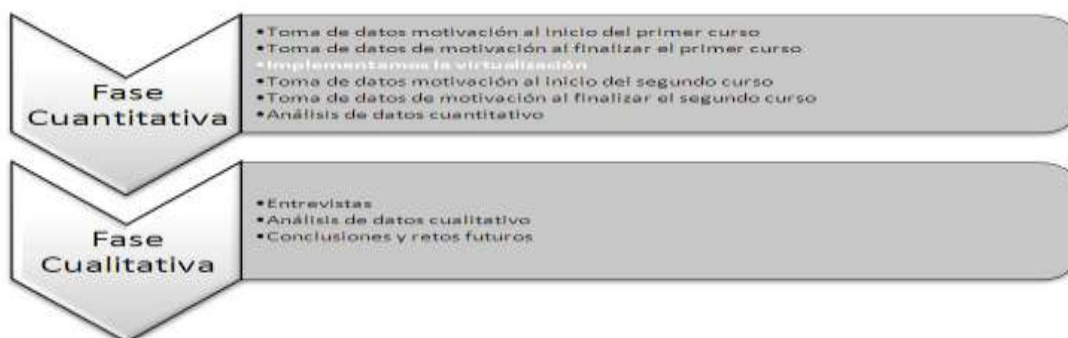 Fase
Cuantitativa
•Toma de datos motivación al inicio del primer curso
•Toma de datos de motivación al finalizar el primer curso
•Implementamos la virtualización
•Toma de datos motivación al inicio del segundo curso
•Toma de datos de motivación al finalizar el segundo curso
•Análisis de datos cuantitativo
Fase
Cualitativa
•Entrevistas
•Análisis de datos cualitativo
•Conclusiones y retos futuros